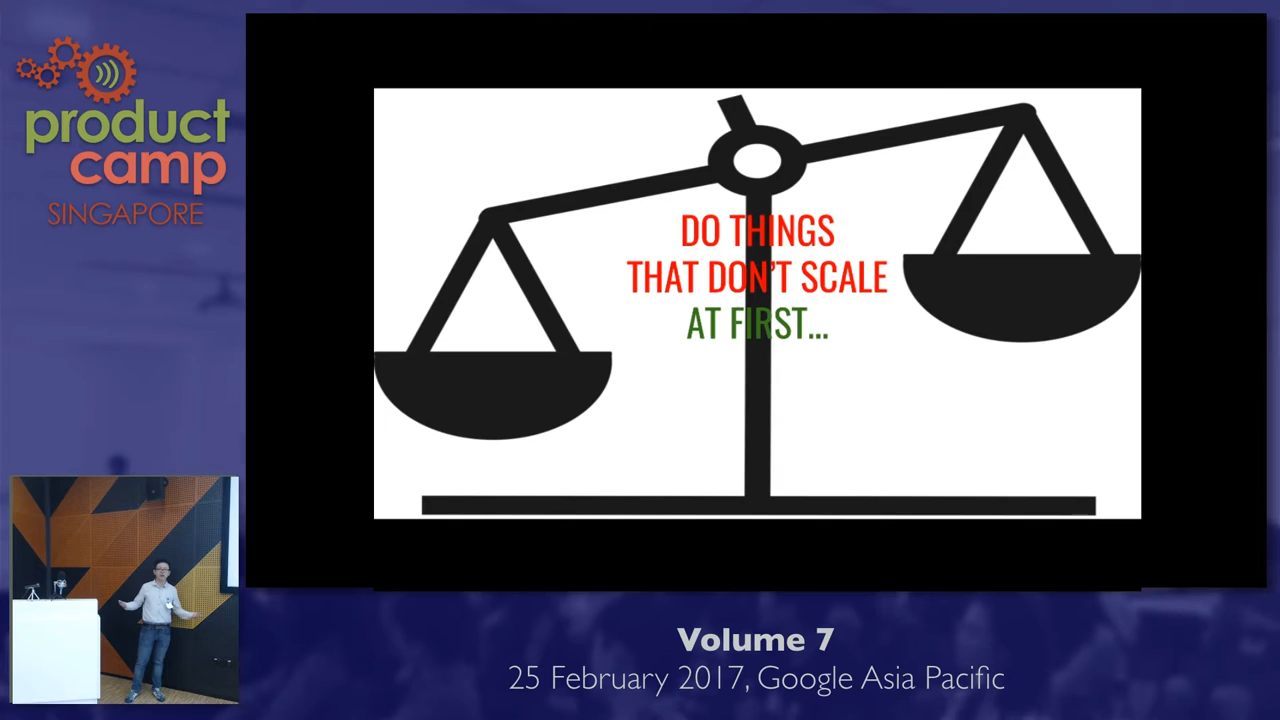 product
camp
SINGAPORE
DO THINGS
THAT DON'T SCALE
AT FIRST...
Volume 7
25 February 2017, Google Asia Pacific